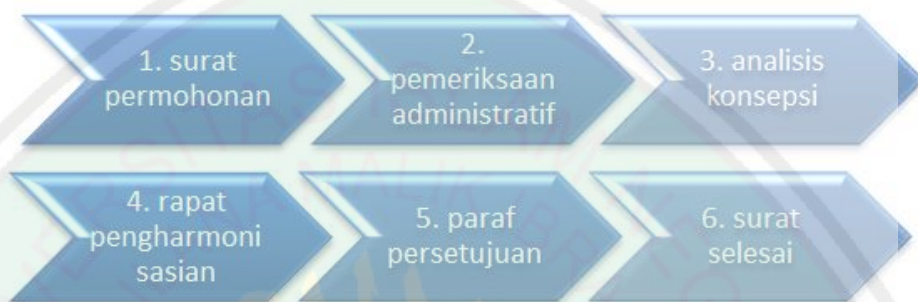 1. surat
permohonan
2.
pemeriksaan
administratif
3. analisis
konsepsi
4. rapat
pengharmoni
sasian
5. paraf
persetujuan
6. surat
selesai